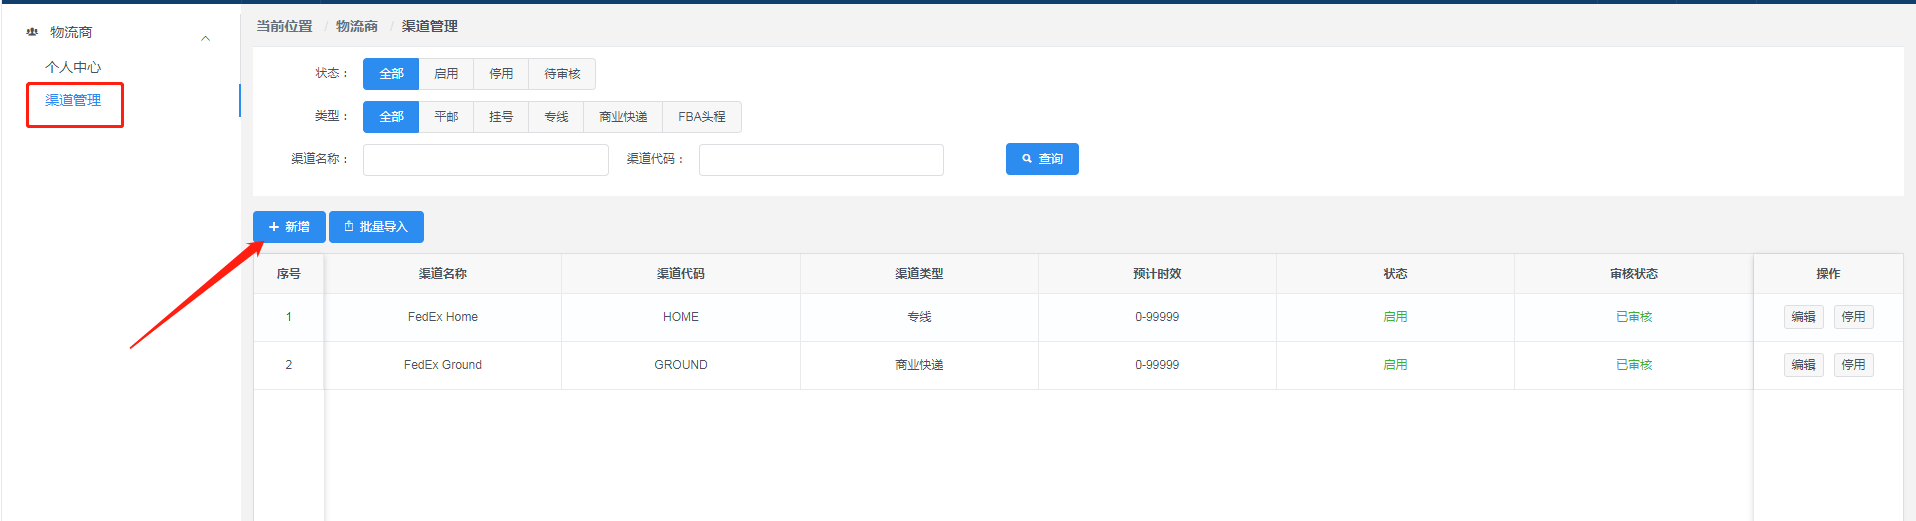 物流商
个人中心
渠道管理
当前位置 / 物流商 / 渠道管理
状态： 全部 启用 停用 待审核
类型： 全部 平邮 挂号 专线 商业快递 FBA头程
渠道名称： 渠道代码： 查询
新增 批量导入
序号 渠道名称 渠道代码 渠道类型 预计时效 状态 审核状态 操作
1 FedEx Home HOME 专线 0-99999 启用 已审核 编辑 停用
2 FedEx Ground GROUND 商业快递 0-99999 启用 已审核 编辑 停用